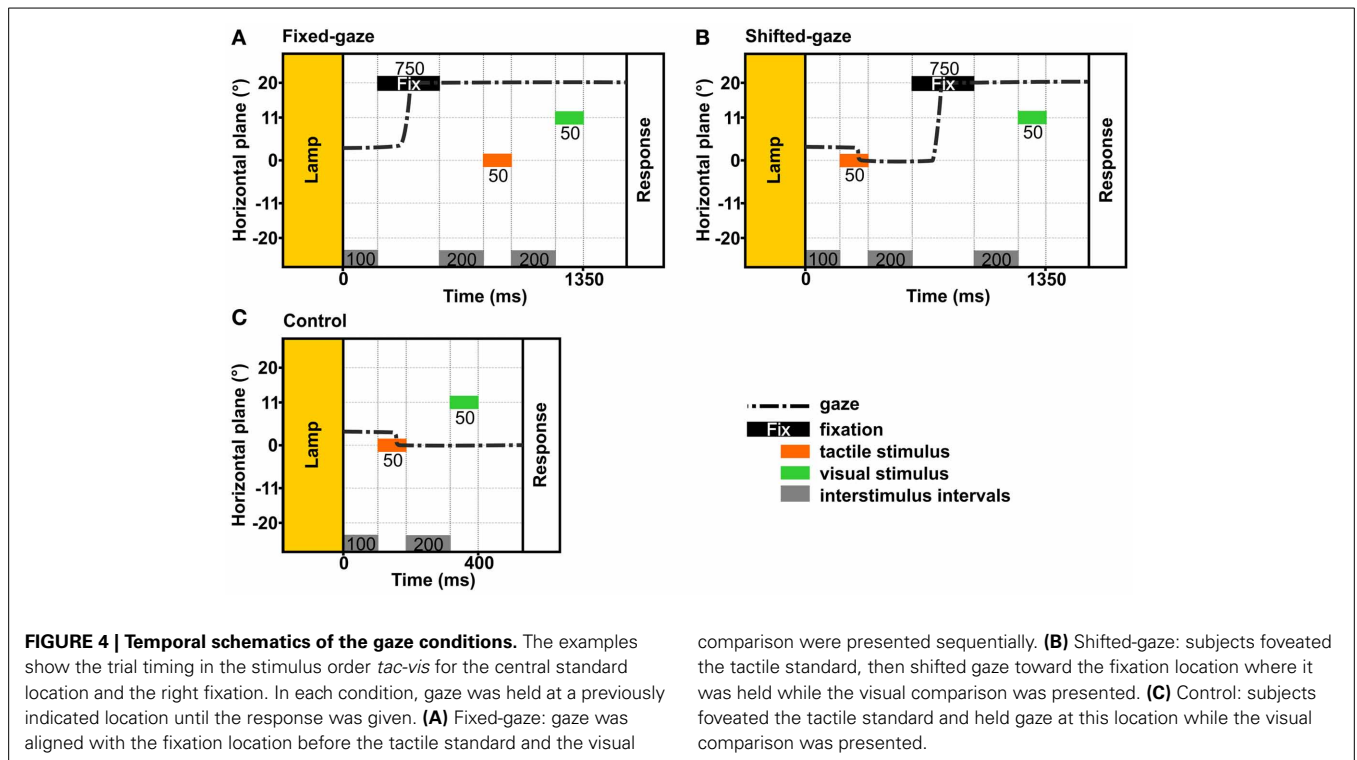 A Fixed-gaze
Horizontal plane (°)
20
11
0
-11
-20
Lamp
750
Fix
50
50
100
200
200
Response
0
1350
Time (ms)
B Shifted-gaze
Horizontal plane (°)
20
11
0
-11
-20
Lamp
750
Fix
50
50
100
200
200
Response
0
1350
Time (ms)
C Control
Horizontal plane (°)
20
11
0
-11
-20
Lamp
50
50
100
200
Response
0
400
Time (ms)
gaze
Fix fixation
tactile stimulus
visual stimulus
interstimulus intervals
FIGURE 4 | Temporal schematics of the gaze conditions. The examples
show the trial timing in the stimulus order tac-vis for the central standard
location and the right fixation. In each condition, gaze was held at a previously
indicated location until the response was given. (A) Fixed-gaze: gaze was
aligned with the fixation location before the tactile standard and the visual
comparison were presented sequentially. (B) Shifted-gaze: subjects foveated
the tactile standard, then shifted gaze toward the fixation location where it
was held while the visual comparison was presented. (C) Control: subjects
foveated the tactile standard and held gaze at this location while the visual
comparison was presented.